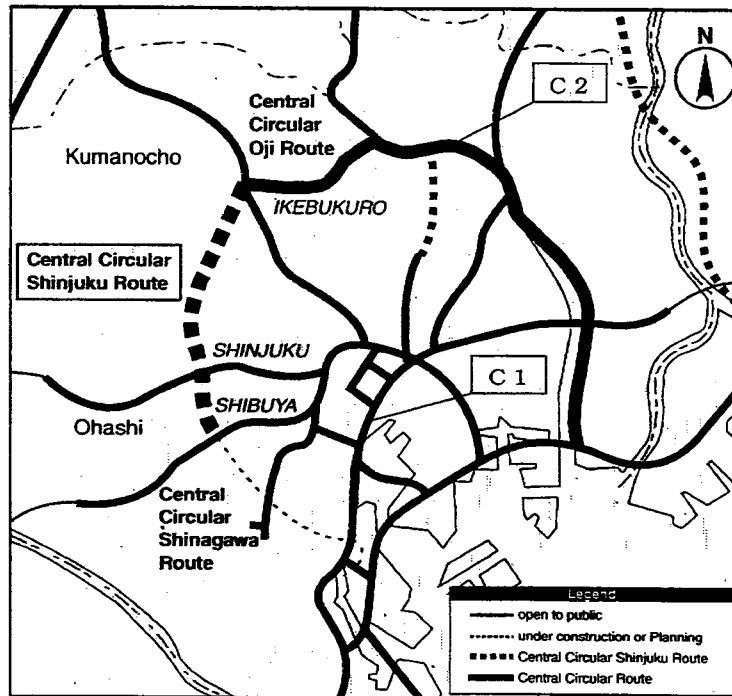 N
C 2
Central
Circular
Oji Route
Kumanocho
IKEBUKURO
Central Circular
Shinjuku Route
SHINJUKU
C 1
SHIBUYA
Ohashi
Central
Circular
Shinagawa
Route
Legend
open to public
under construction or Planning
Central Circular Shinjuku Route
Central Circular Route